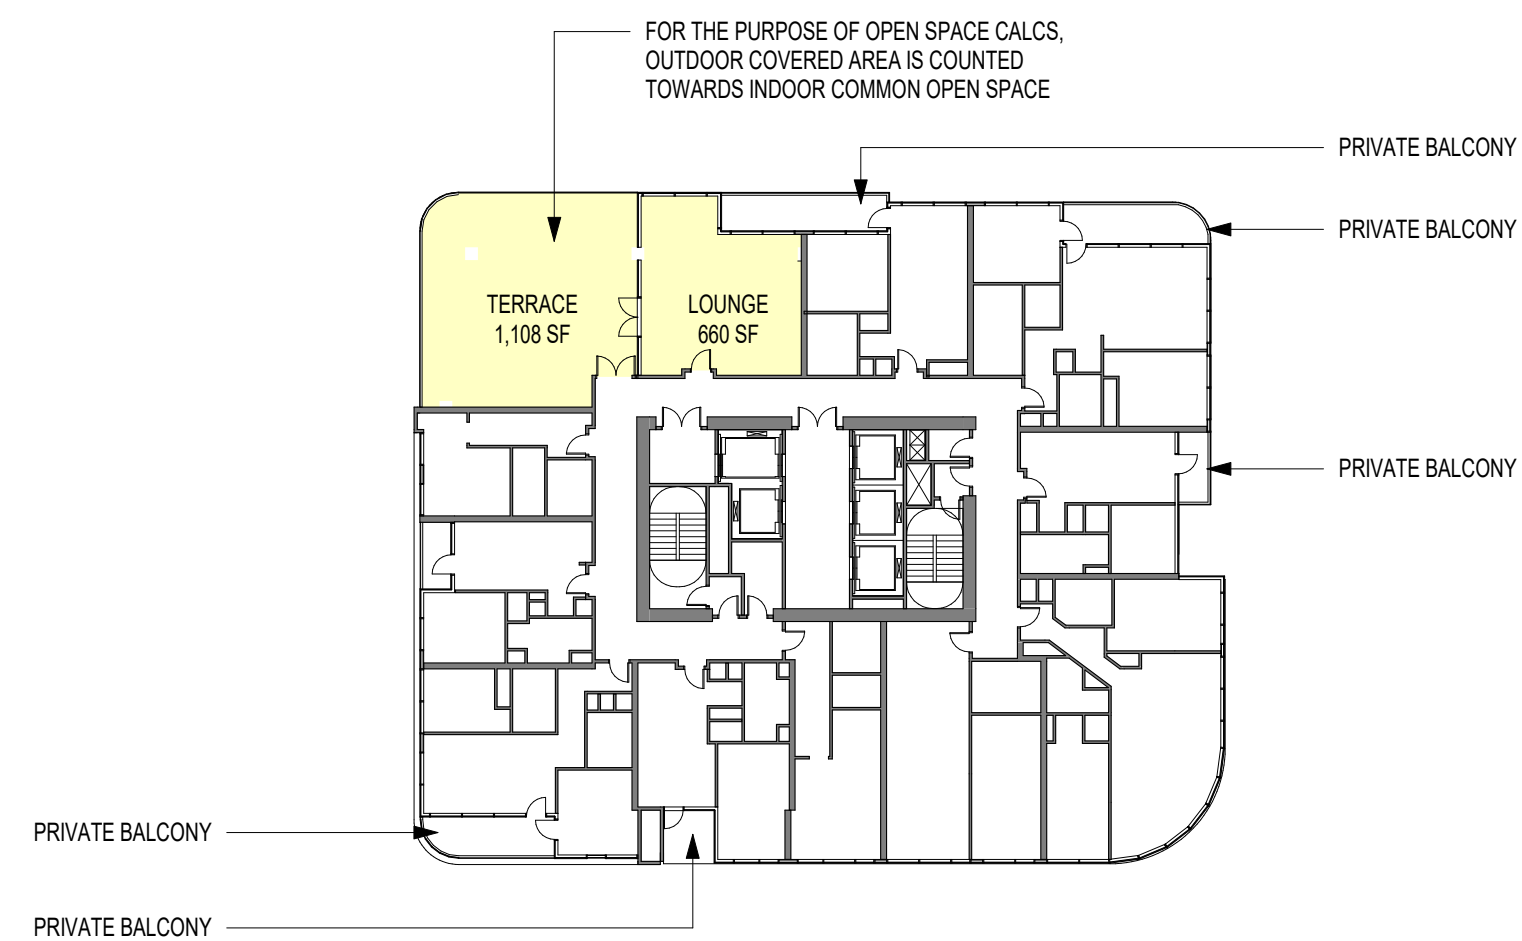 FOR THE PURPOSE OF OPEN SPACE CALCS,
OUTDOOR COVERED AREA IS COUNTED
TOWARDS INDOOR COMMON OPEN SPACE
PRIVATE BALCONY
PRIVATE BALCONY
TERRACE
1,108 SF
LOUNGE
660 SF
PRIVATE BALCONY
PRIVATE BALCONY
PRIVATE BALCONY